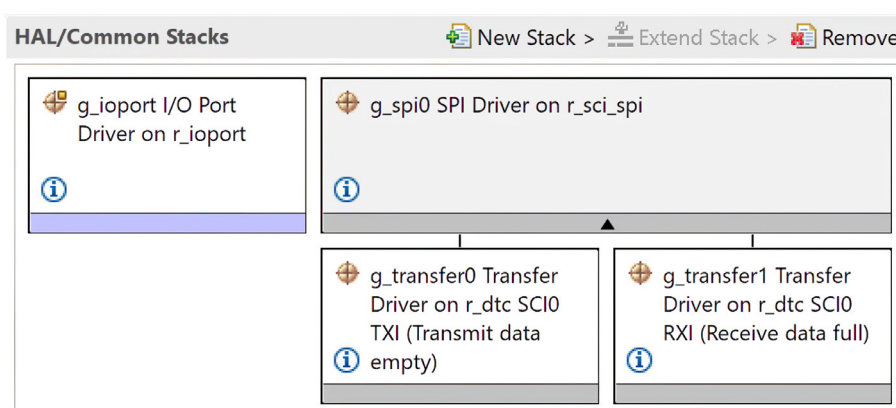 HAL/Common Stacks
New Stack >
Extend Stack >
Remove
g_ioport I/O Port
Driver on r_ioport
g_spi0 SPI Driver on r_sci_spi
g_transfer0 Transfer
Driver on r_dtc SCI0
TXI (Transmit data
empty)
g_transfer1 Transfer
Driver on r_dtc SCI0
RXI (Receive data full)